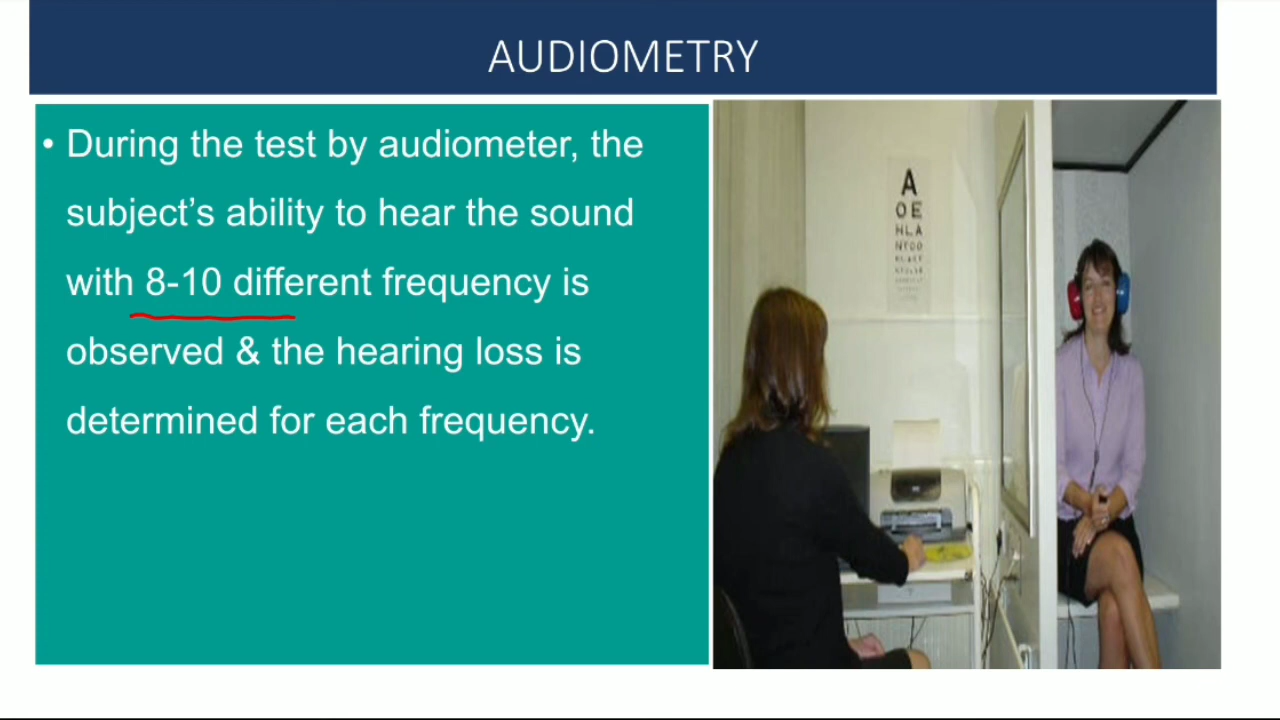 AUDIOMETRY
• During the test by audiometer, the
subject's ability to hear the sound
with 8-10 different frequency is
observed & the hearing loss is
determined for each frequency.
A
OE
HLA